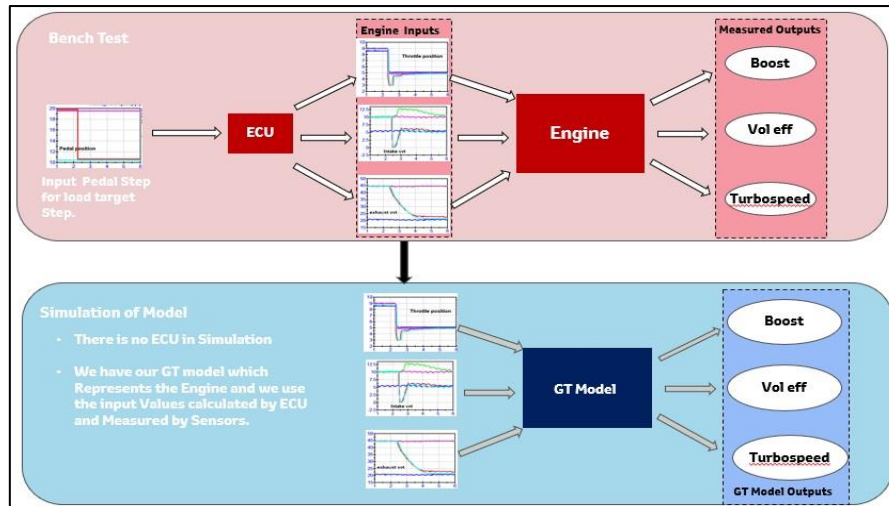 Bench Test
Engine Inputs
Measured Outputs
Throttle position
Boost
Pedal position
ECU
Intake vvt
Engine
Vol eff
Input Pedal Step
for load target
Step.
exhaust vvt
Turbospeed
Simulation of Model
- There is no ECU in Simulation
- We have our GT model which
Represents the Engine and we use
the input Values calculated by ECU
and Measured by Sensors.
Throttle position
Intake vvt
exhaust vvt
GT Model
Boost
Vol eff
Turbospeed
GT Model Outputs